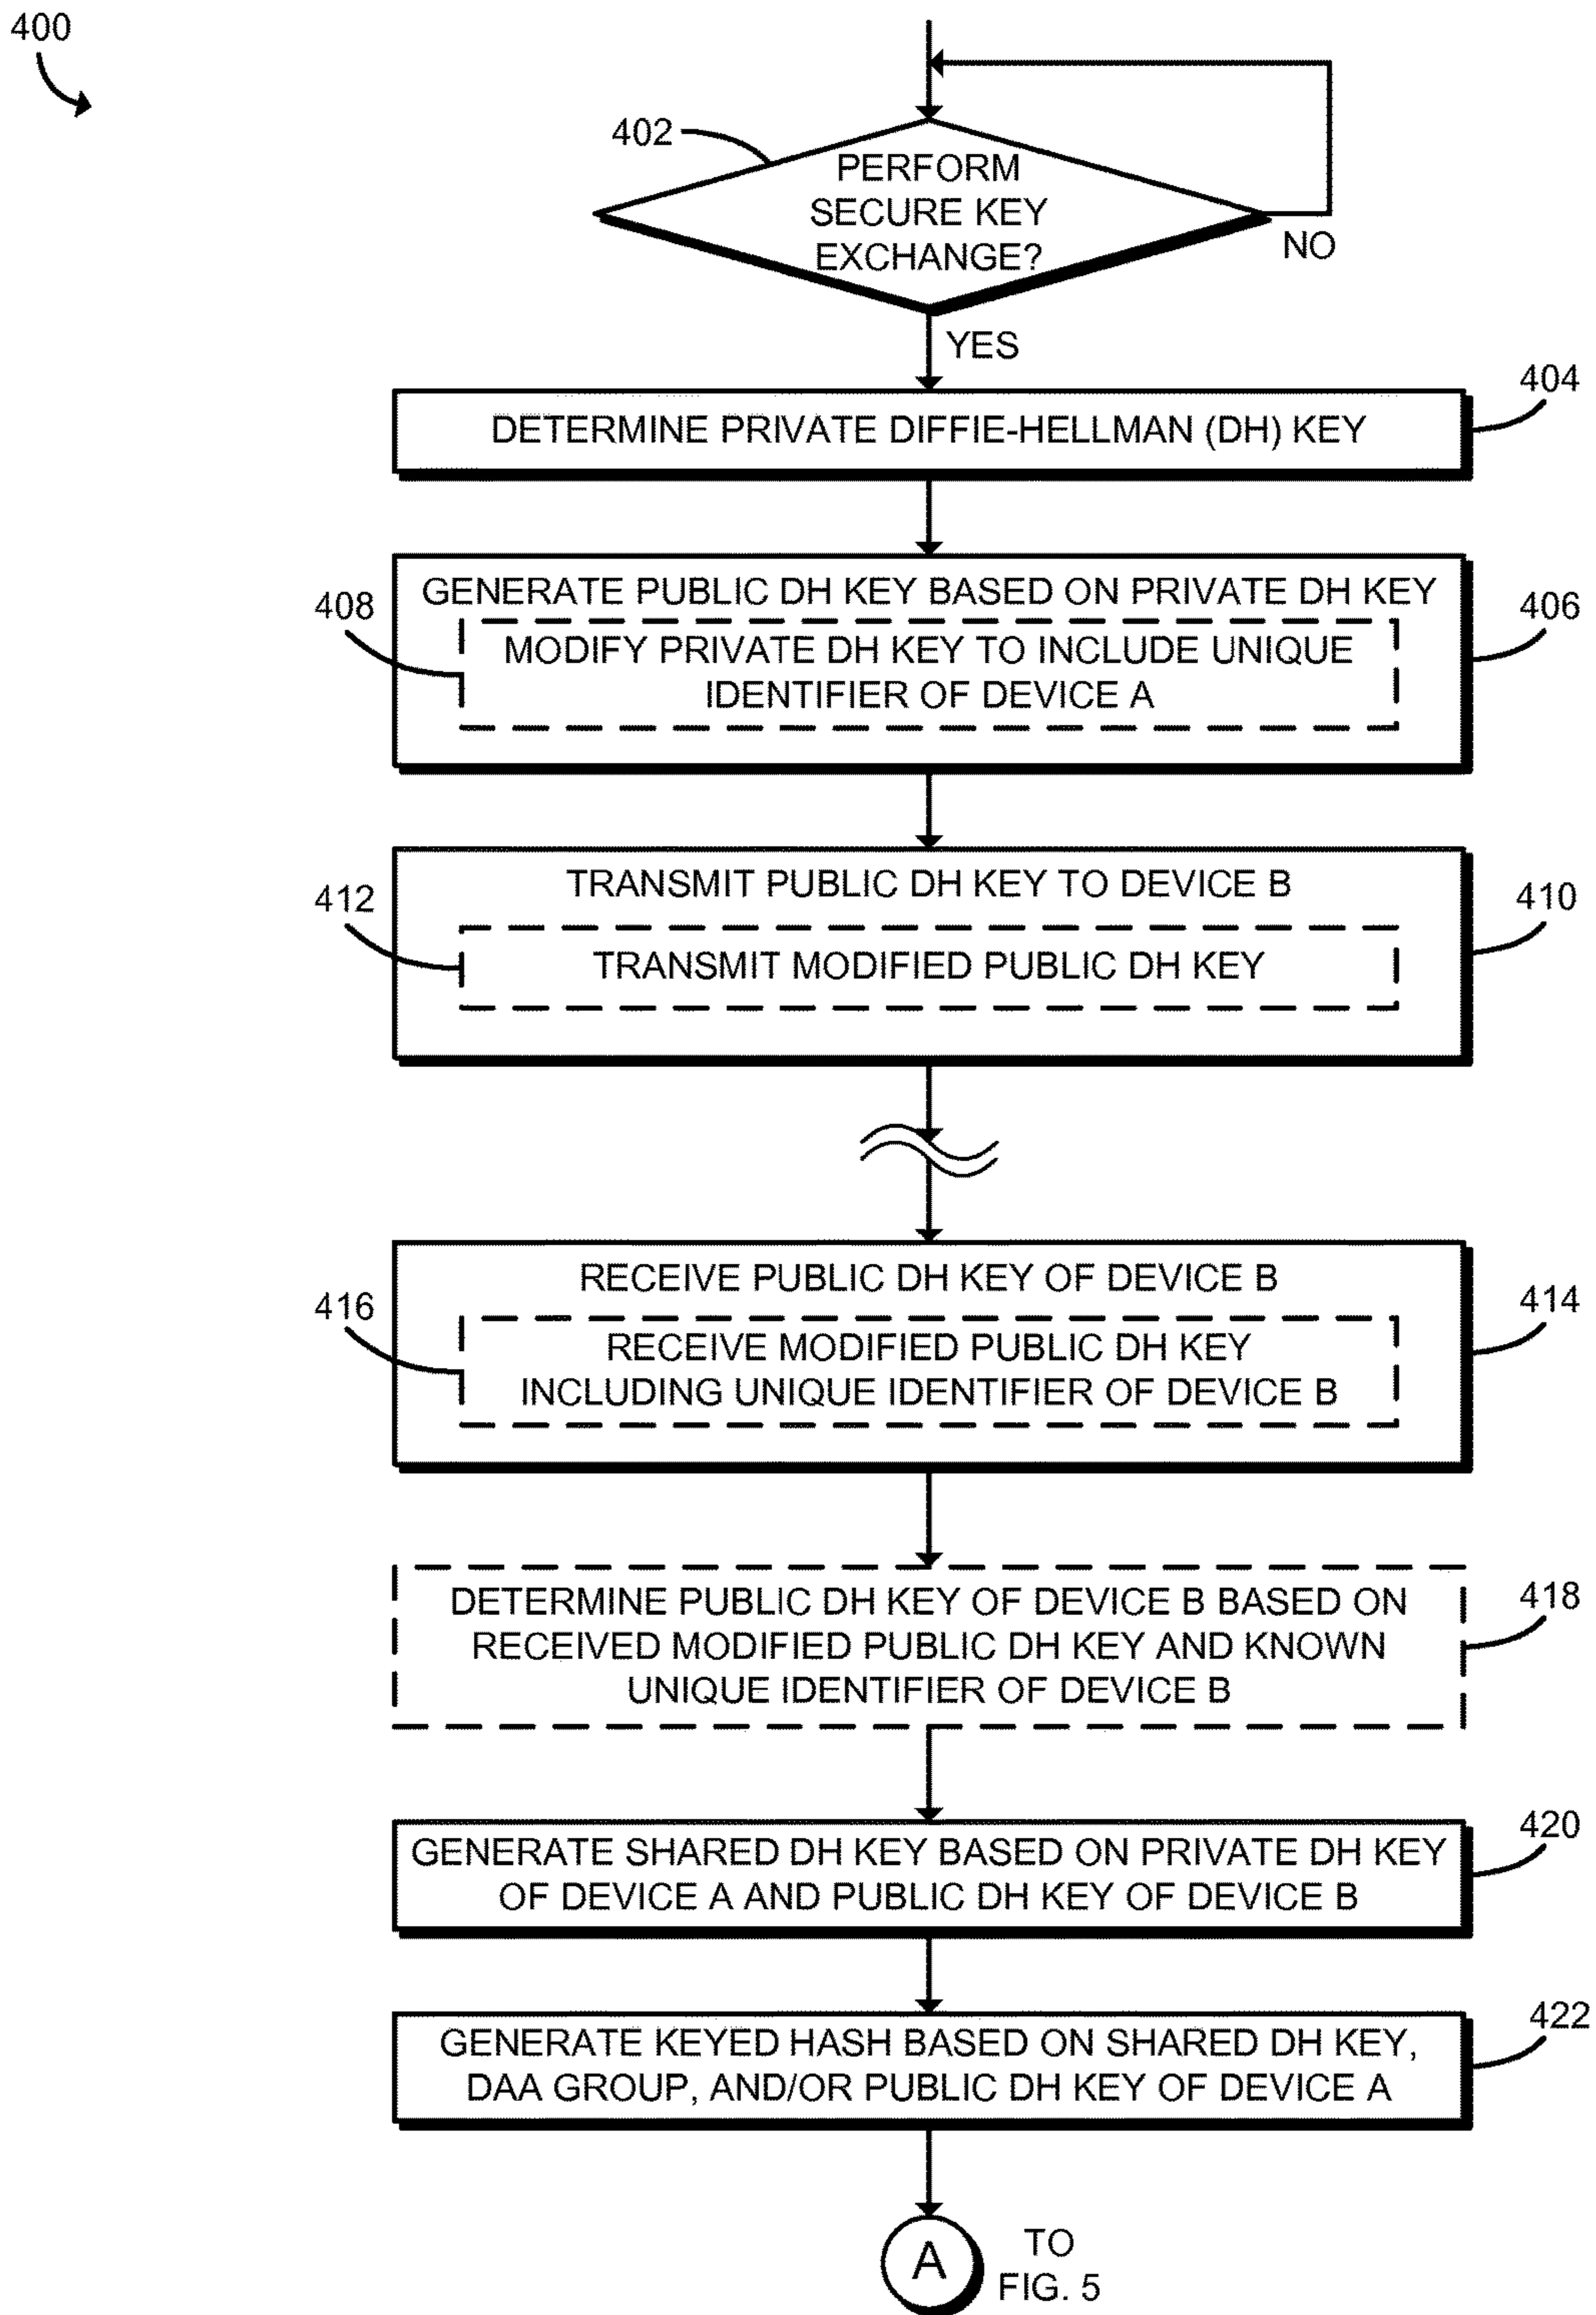 400
402
PERFORM
SECURE KEY
EXCHANGE?
NO
YES
404
DETERMINE PRIVATE DIFFIE-HELLMAN (DH) KEY
406
GENERATE PUBLIC DH KEY BASED ON PRIVATE DH KEY
408
MODIFY PRIVATE DH KEY TO INCLUDE UNIQUE
IDENTIFIER OF DEVICE A
410
TRANSMIT PUBLIC DH KEY TO DEVICE B
412
TRANSMIT MODIFIED PUBLIC DH KEY
414
RECEIVE PUBLIC DH KEY OF DEVICE B
416
RECEIVE MODIFIED PUBLIC DH KEY
INCLUDING UNIQUE IDENTIFIER OF DEVICE B
418
DETERMINE PUBLIC DH KEY OF DEVICE B BASED ON
RECEIVED MODIFIED PUBLIC DH KEY AND KNOWN
UNIQUE IDENTIFIER OF DEVICE B
420
GENERATE SHARED DH KEY BASED ON PRIVATE DH KEY
OF DEVICE A AND PUBLIC DH KEY OF DEVICE B
422
GENERATE KEYED HASH BASED ON SHARED DH KEY,
DAA GROUP, AND/OR PUBLIC DH KEY OF DEVICE A
A
TO
FIG. 5